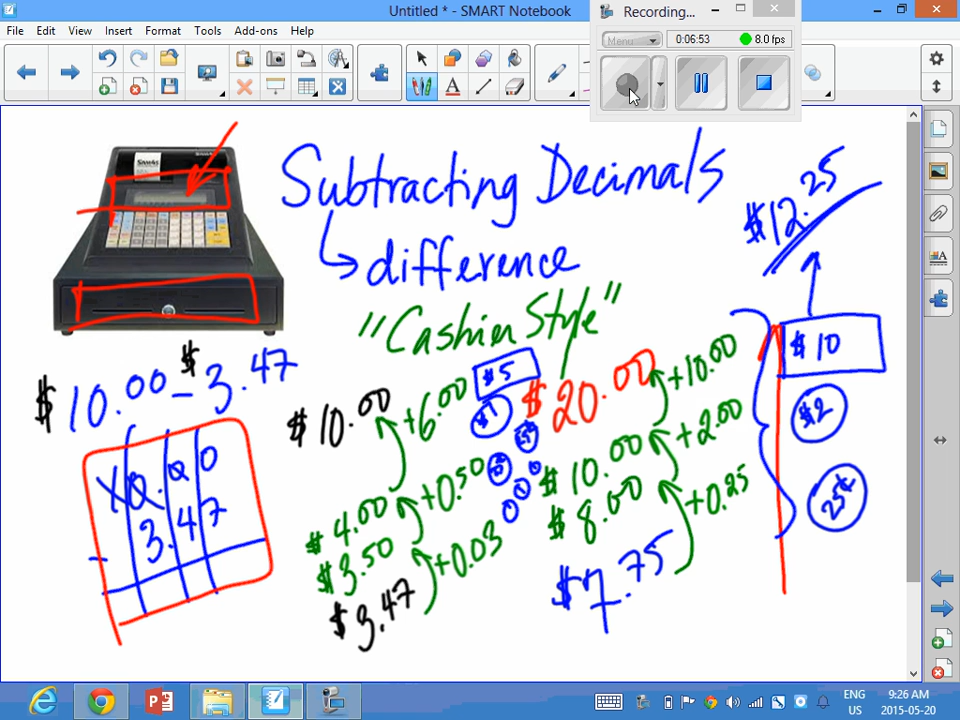 Untitled * - SMART Notebook
Recording...
File Edit View Insert Format Tools Add-ons Help
Menu
0:06:53
8.0 fps
SAM4s
Subtracting Decimals
difference
"Cashier Style"
$12.25
$10
$2
25¢
$10.00 - $3.47
10.00
- 3.47
$10.00
+6.00
$4.00
+0.50
$3.50
+0.03
$3.47
$5
$1
$20.00
+10.00
$10.00
+2.00
$8.00
+0.25
$7.75
ENG
US
9:26 AM
2015-05-20